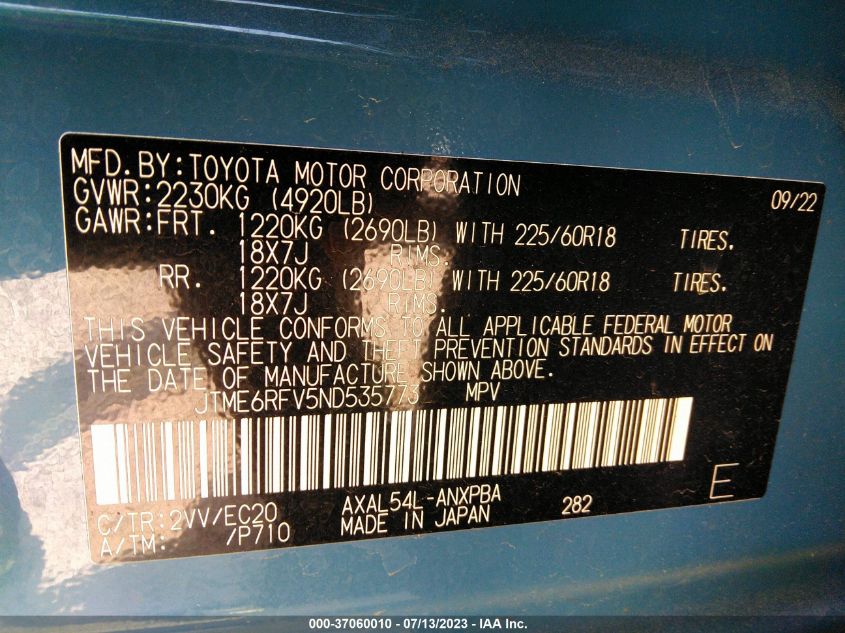 MFD.BY:TOYOTA MOTOR CORPORATION 09/22
GVWR:2230KG (4920LB)
GAWR:FRT. 1220KG (2690LB) WITH 225/60R18 TIRES.
18X7J RIMS.
RR. 1220KG (2690LB) WITH 225/60R18 TIRES.
18X7J RIMS.
THIS VEHICLE CONFORMS TO ALL APPLICABLE FEDERAL MOTOR
VEHICLE SAFETY AND THEFT PREVENTION STANDARDS IN EFFECT ON
THE DATE OF MANUFACTURE SHOWN ABOVE.
JTME6RFV5ND535773 MPV
C/TR:2VV/EC20 AXAL54L-ANXPBA
A/TM: /P710 MADE IN JAPAN 282 E
000-37060010 - 07/13/2023 - IAA Inc.